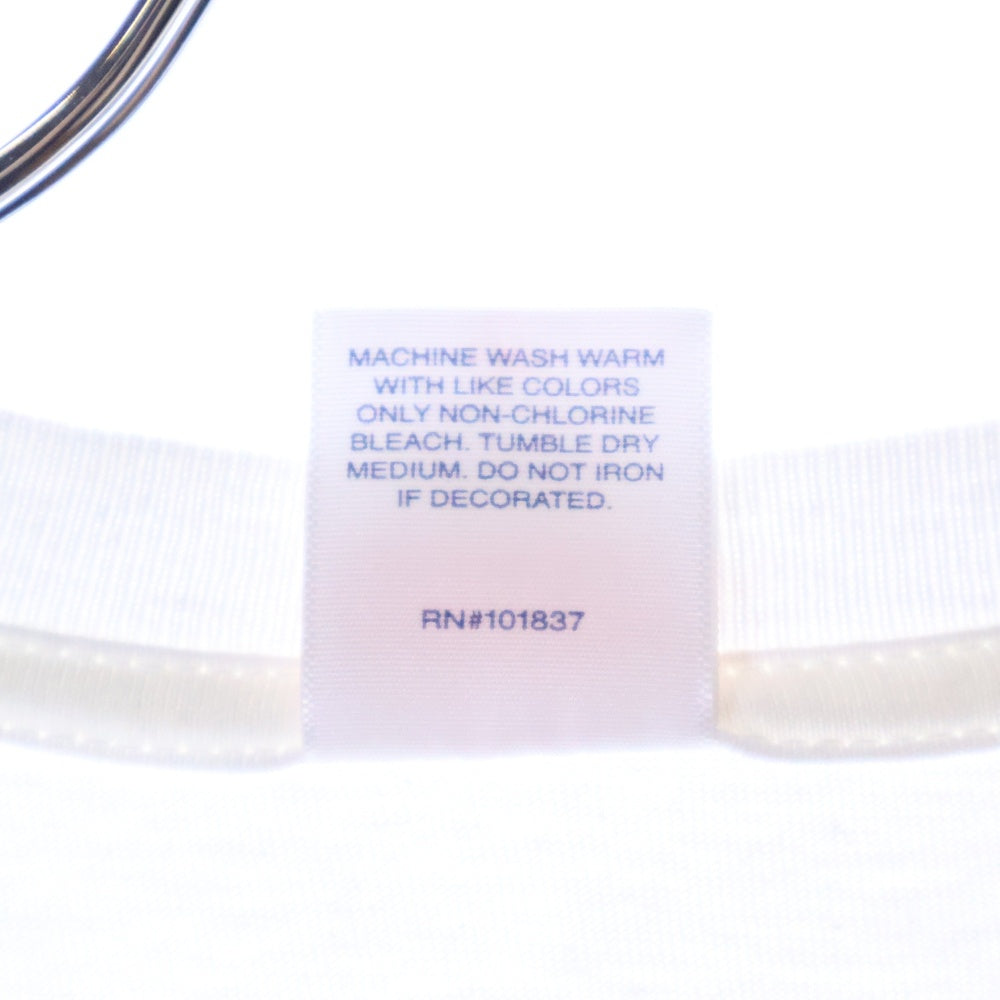 MACHINE WASH WARM
WITH LIKE COLORS
ONLY NON-CHLORINE
BLEACH. TUMBLE DRY
MEDIUM. DO NOT IRON
IF DECORATED.
RN#101837